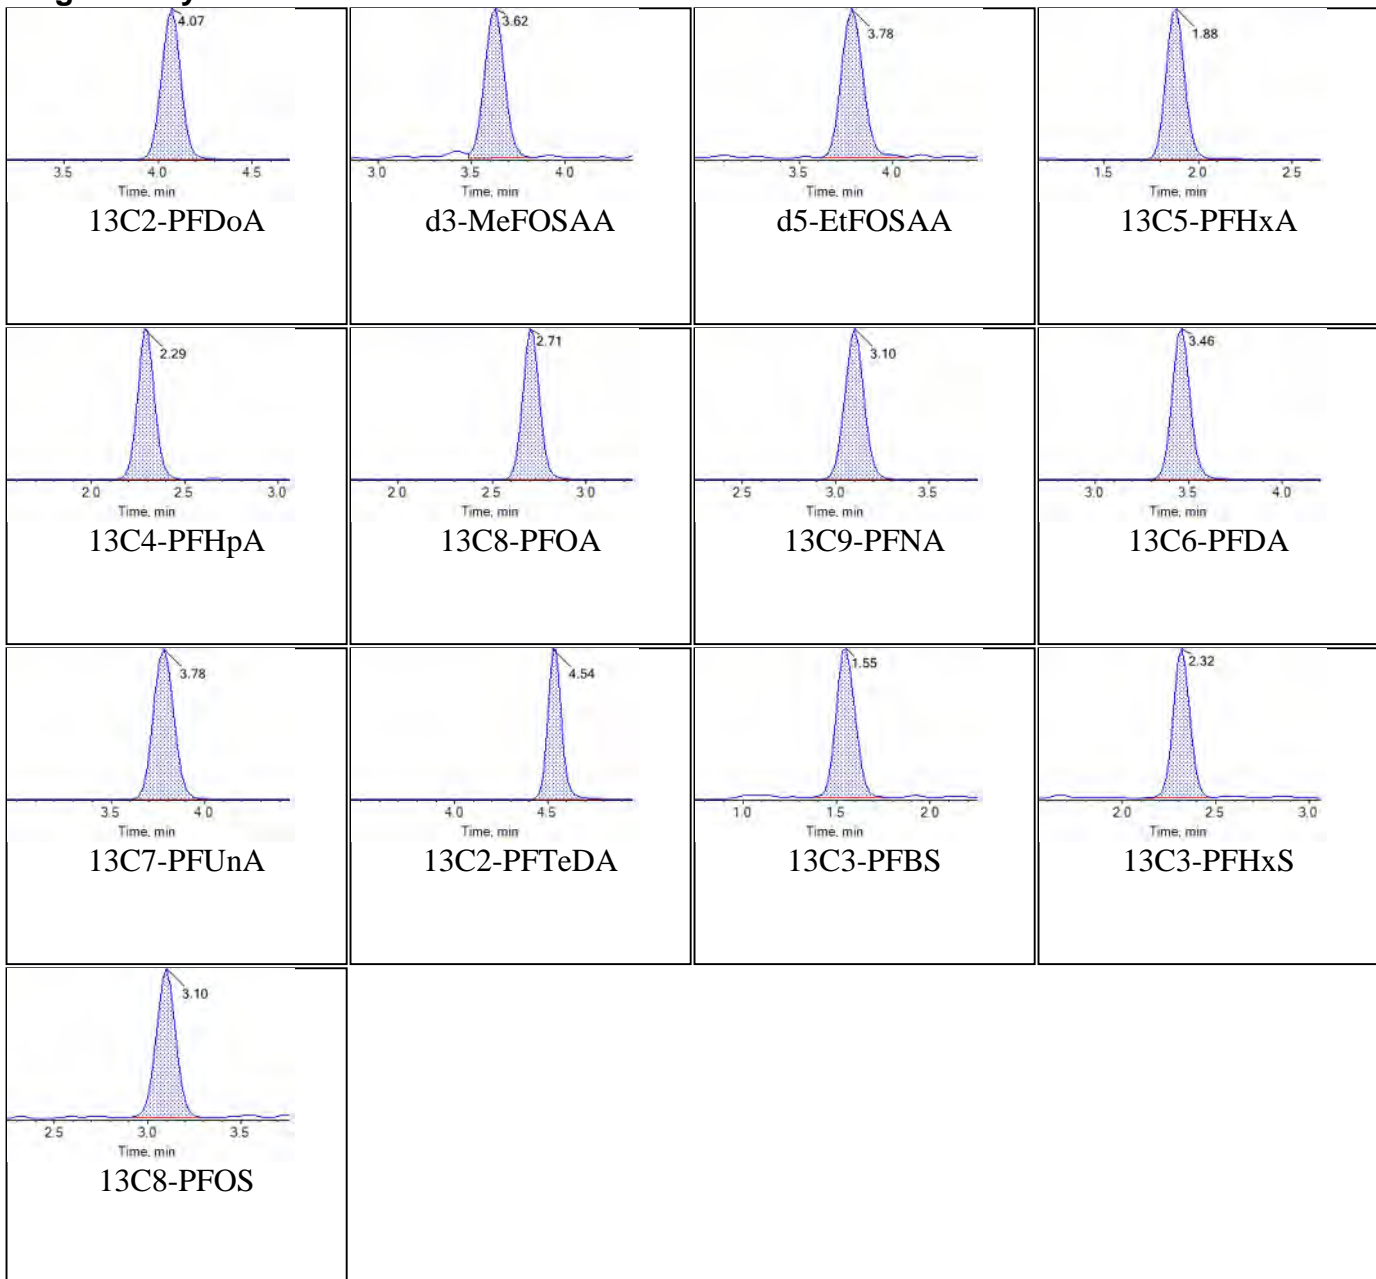 4.07
3.5 4.0 4.5
Time, min
13C2-PFDoA
3.62
3.0 3.5 4.0
Time, min
d3-MeFOSAA
3.78
3.5 4.0
Time, min
d5-EtFOSAA
1.88
1.5 2.0 2.5
Time, min
13C5-PFHxA
2.29
2.0 2.5 3.0
Time, min
13C4-PFHpA
2.71
2.0 2.5 3.0
Time, min
13C8-PFOA
3.10
2.5 3.0 3.5
Time, min
13C9-PFNA
3.46
3.0 3.5 4.0
Time, min
13C6-PFDA
3.78
3.5 4.0
Time, min
13C7-PFUnA
4.54
4.0 4.5
Time, min
13C2-PFTeDA
1.55
1.0 1.5 2.0
Time, min
13C3-PFBS
2.32
2.0 2.5 3.0
Time, min
13C3-PFHxS
3.10
2.5 3.0 3.5
Time, min
13C8-PFOS